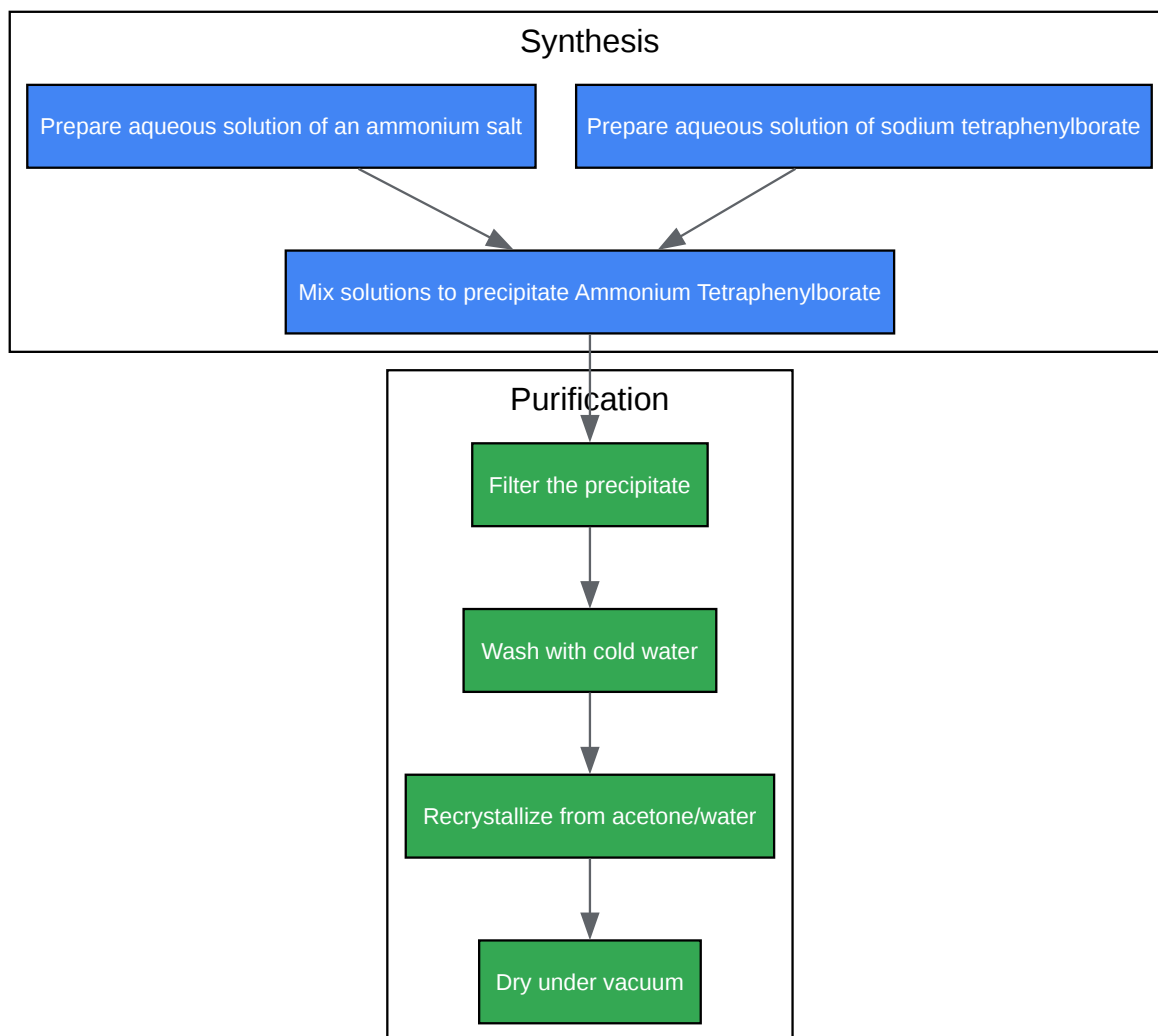 Synthesis
Prepare aqueous solution of an ammonium salt
Prepare aqueous solution of sodium tetraphenylborate
Mix solutions to precipitate Ammonium Tetraphenylborate
Purification
Filter the precipitate
Wash with cold water
Recrystallize from acetone/water
Dry under vacuum